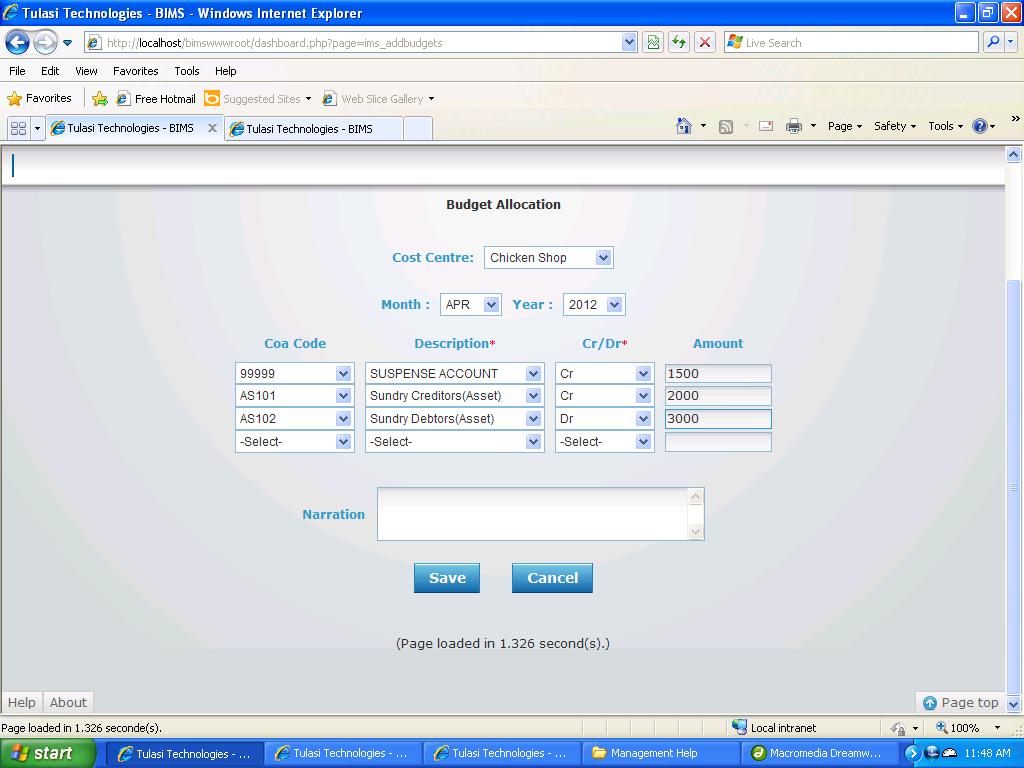 Tulasi Technologies - BIMS - Windows Internet Explorer
http://localhost/bimswwwroot/dashboard.php?page=ims_addbudgets
Live Search
File Edit View Favorites Tools Help
Favorites Free Hotmail Suggested Sites Web Slice Gallery
Tulasi Technologies - BIMS Tulasi Technologies - BIMS Page Safety Tools
Budget Allocation
Cost Centre: Chicken Shop
Month : APR Year : 2012
Coa Code Description* Cr/Dr* Amount
99999 SUSPENSE ACCOUNT Cr 1500
AS101 Sundry Creditors(Asset) Cr 2000
AS102 Sundry Debtors(Asset) Dr 3000
-Select- -Select- -Select-
Narration
Save Cancel
(Page loaded in 1.326 second(s).)
Help About Page top
Page loaded in 1.326 seconde(s). Local intranet 100%
start Tulasi Technologies - ... Tulasi Technologies - ... Tulasi Technologies - ... Management Help Macromedia Dreamw... 11:48 AM